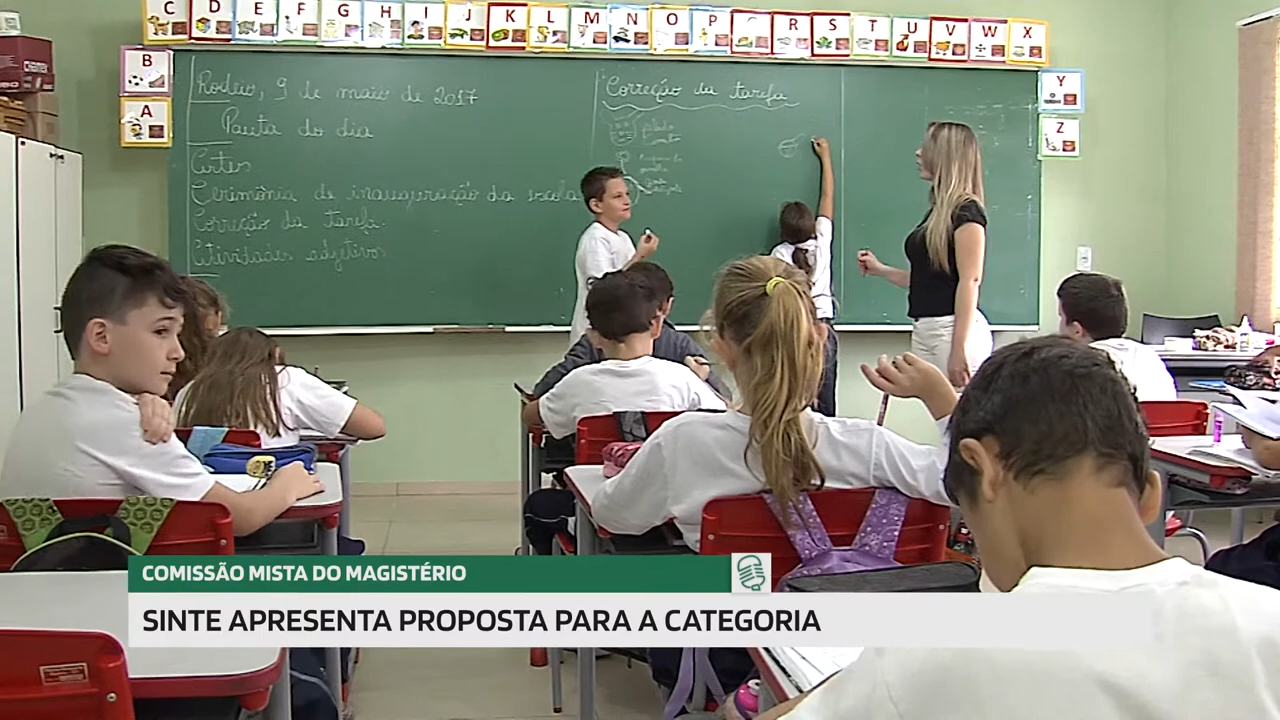 C D E F G H I J K L M N O P Q R S T U V W X
B
A
Y
Z
Rodeio, 9 de maio de 2017
Pauta do dia
Cerimônia de inauguração da escola
Correção da tarefa.
Atividades adjetivos
Correção da tarefa
COMISSÃO MISTA DO MAGISTÉRIO
SINTE APRESENTA PROPOSTA PARA A CATEGORIA